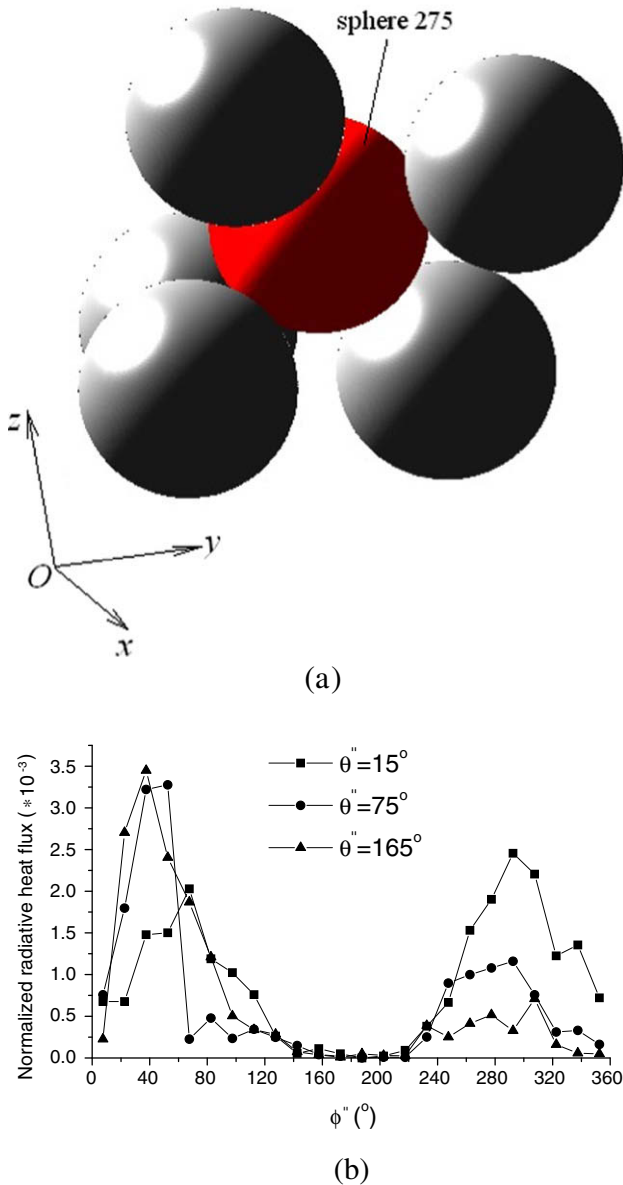 sphere 275
z
y
O
x
(a)
Normalized radiative heat flux (*10⁻³)
3.5
3.0
2.5
2.0
1.5
1.0
0.5
0.0
θ"=15°
θ"=75°
θ"=165°
0 40 80 120 160 200 240 280 320 360
ϕ" (°)
(b)